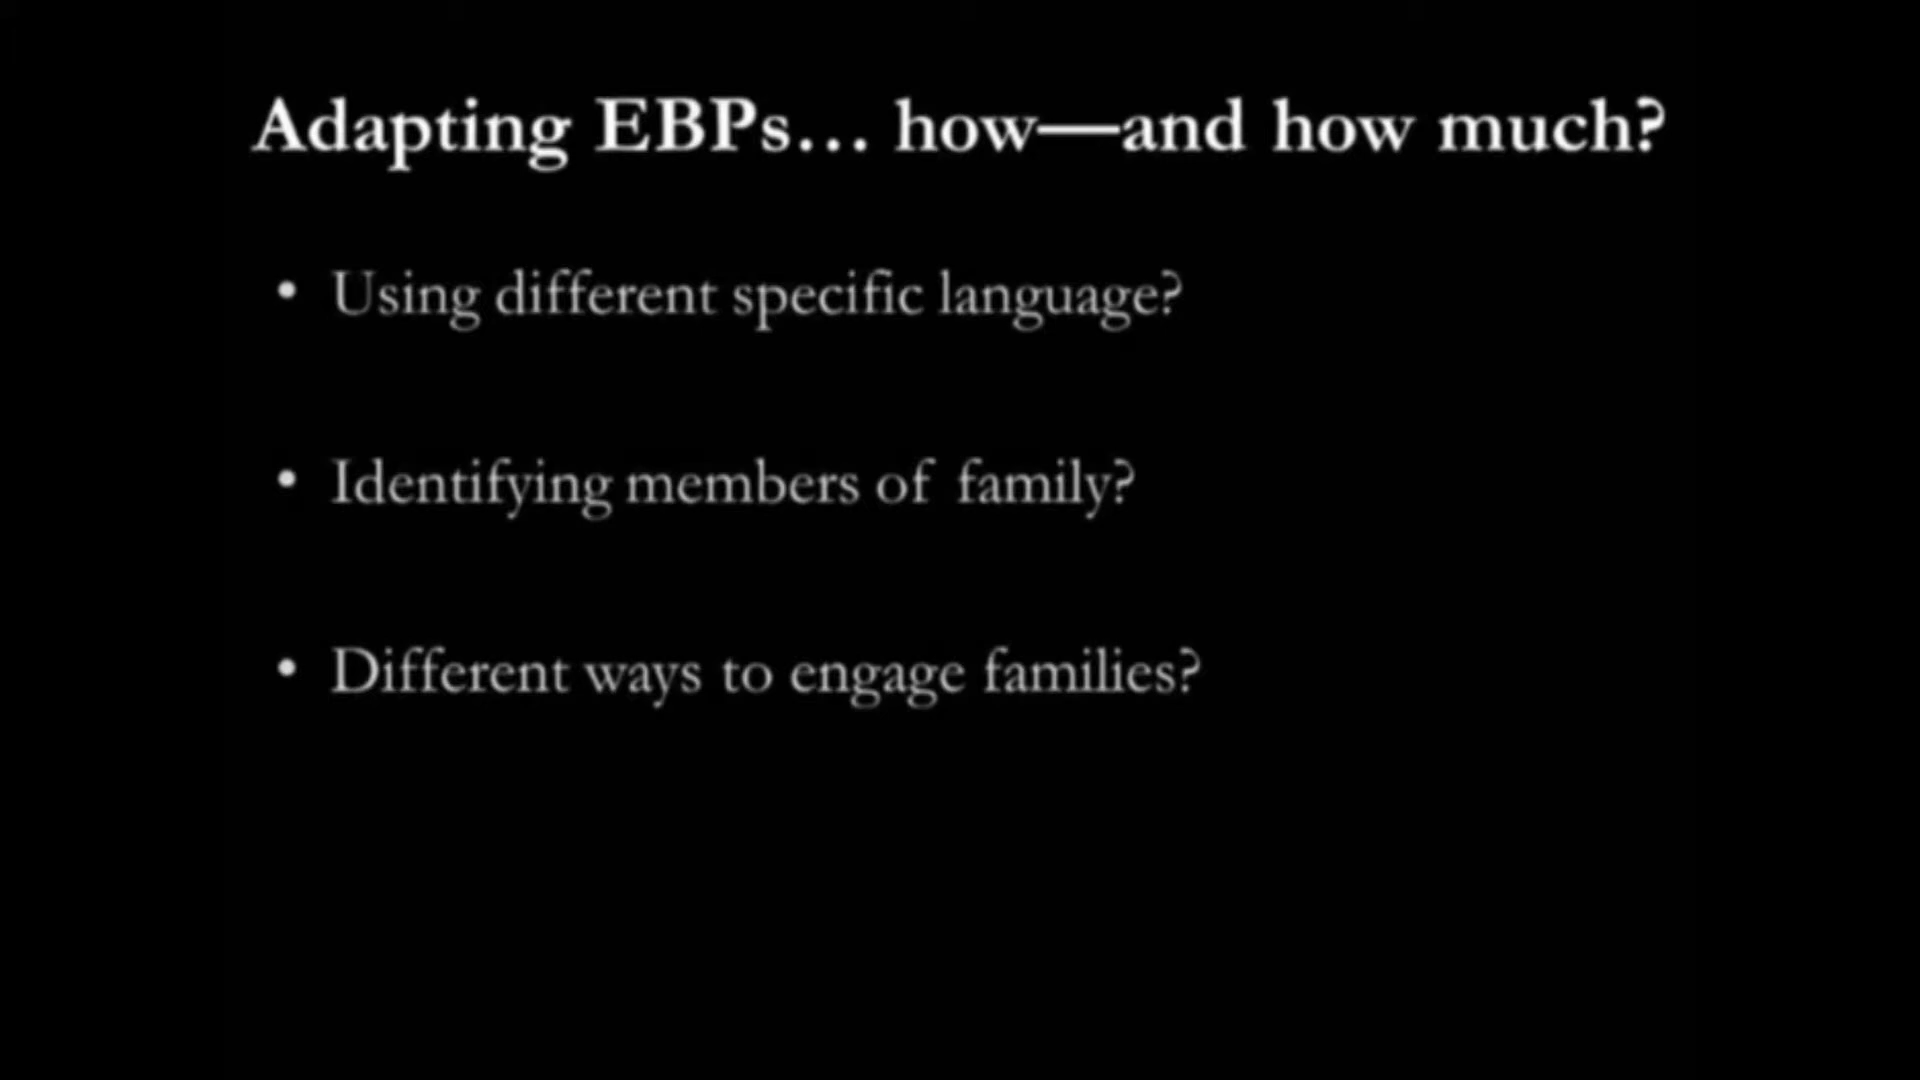 Adapting EBPs… how—and how much?
• Using different specific language?
• Identifying members of family?
• Different ways to engage families?